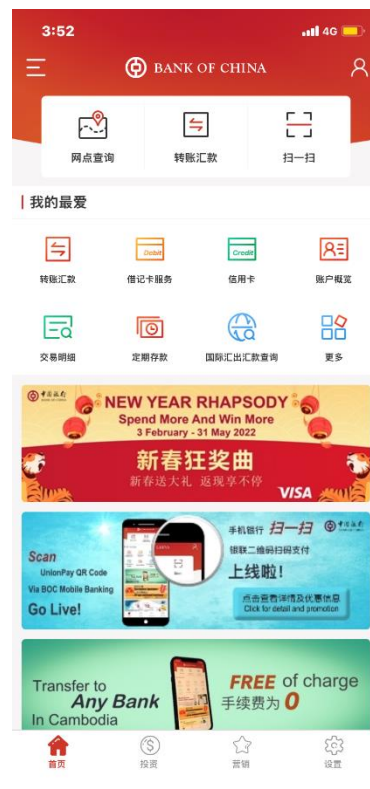 3:52
4G
BANK OF CHINA
网点查询
转账汇款
扫一扫
我的最爱
Debit
Credit
转账汇款
借记卡服务
信用卡
账户概览
交易明细
定期存款
国际汇出汇款查询
更多
中国银行
NEW YEAR RHAPSODY
Spend More And Win More
3 February - 31 May 2022
新春狂奖曲
新春送大礼 返现享不停
VISA
Scan
UnionPay QR Code
Via BOC Mobile Banking
Go Live!
手机银行 扫一扫
中国银行
银联二维码扫码支付
上线啦!
点击查看详情及优惠信息
Click for detail and promotion
Transfer to
Any Bank
In Cambodia
FREE of charge
手续费为 0
首页
投资
营销
设置